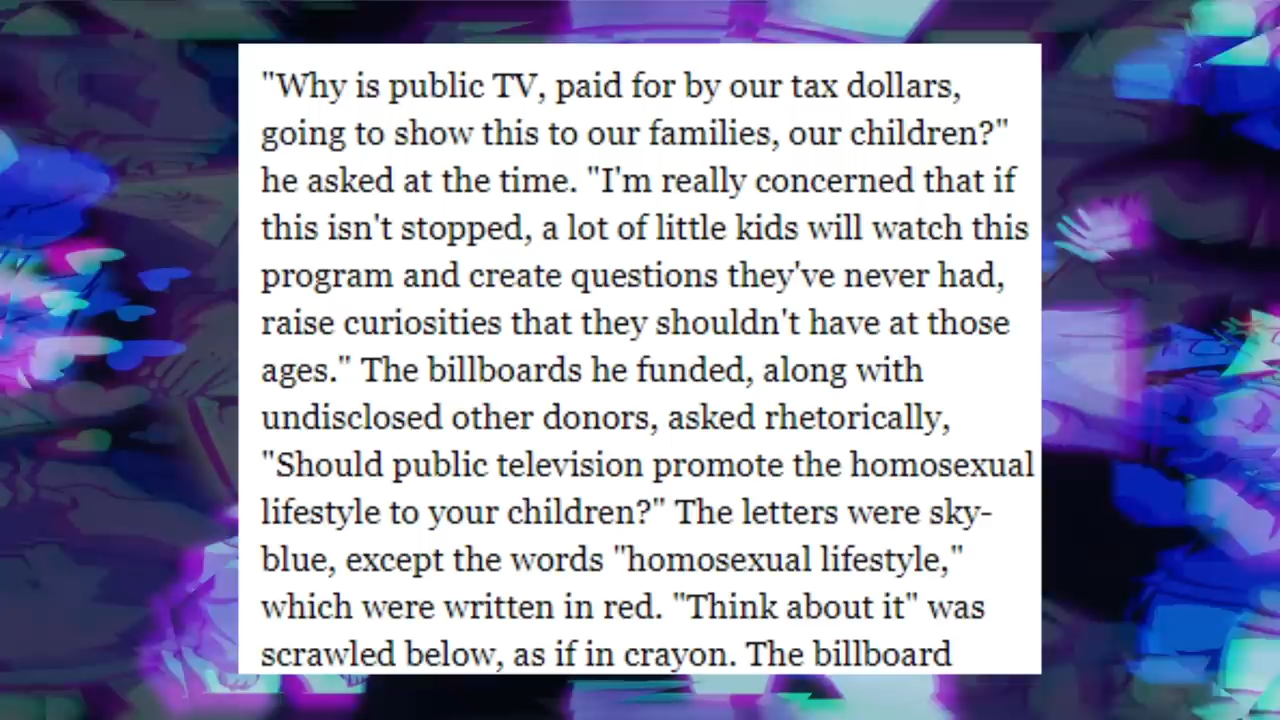 "Why is public TV, paid for by our tax dollars,
going to show this to our families, our children?"
he asked at the time. "I'm really concerned that if
this isn't stopped, a lot of little kids will watch this
program and create questions they've never had,
raise curiosities that they shouldn't have at those
ages." The billboards he funded, along with
undisclosed other donors, asked rhetorically,
"Should public television promote the homosexual
lifestyle to your children?" The letters were sky-
blue, except the words "homosexual lifestyle,"
which were written in red. "Think about it" was
scrawled below, as if in crayon. The billboard